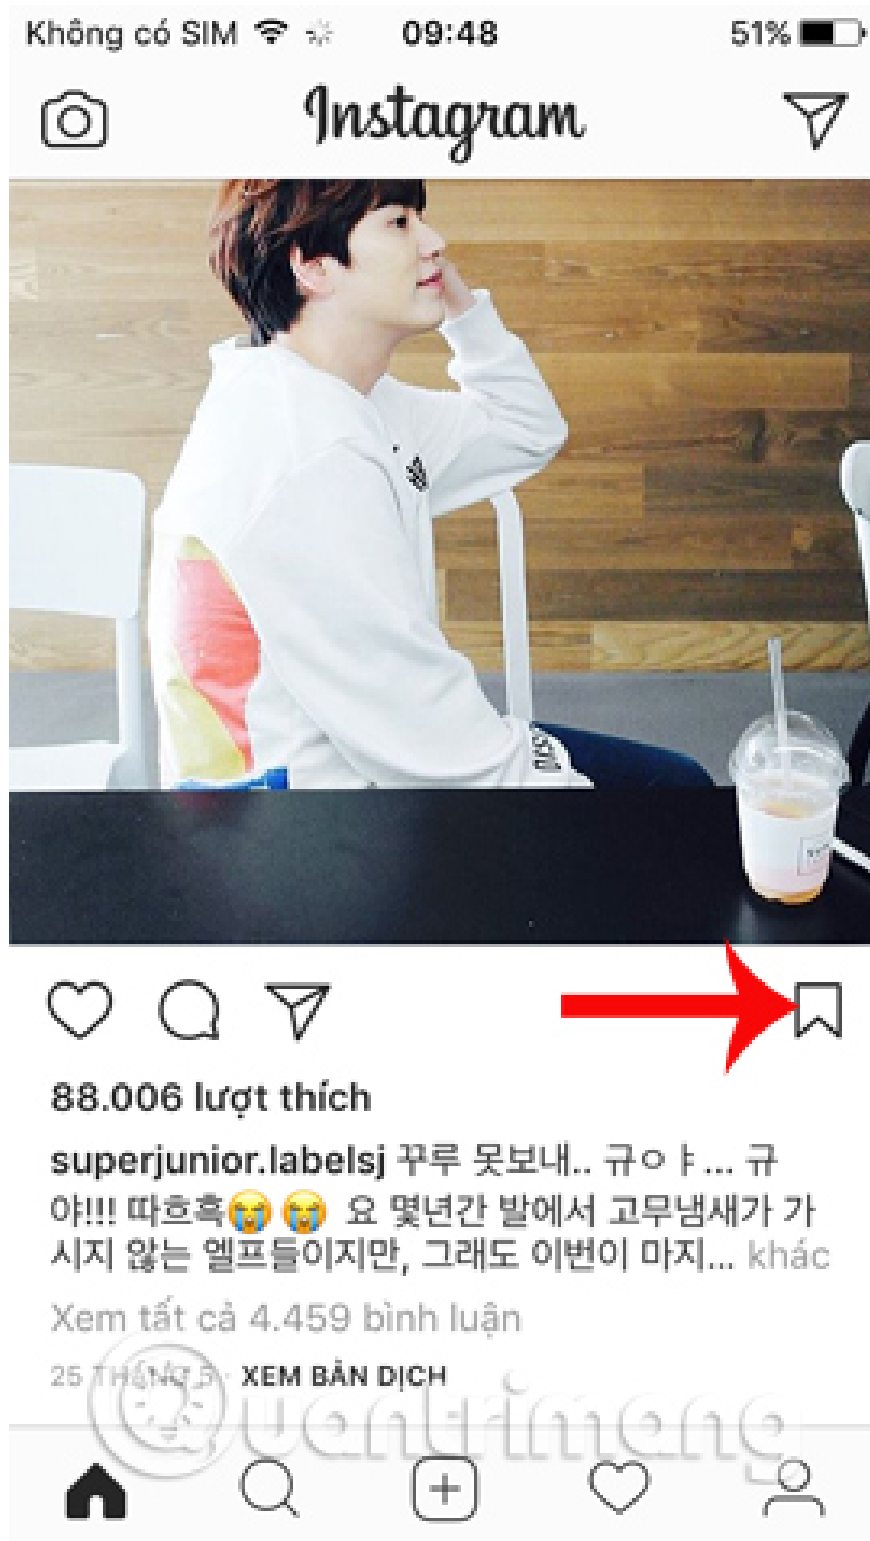 Không có SIM 09:48 51%
Instagram
88.006 lượt thích
superjunior.labelsj 꾸루 못보내.. 규ㅇㅑ... 규
야!!! 따흐흑😭😭 요 몇년간 발에서 고무냄새가 가
시지 않는 엘프들이지만, 그래도 이번이 마지... khác
Xem tất cả 4.459 bình luận
25 THÁNG 5 · XEM BẢN DỊCH
Quantrimang